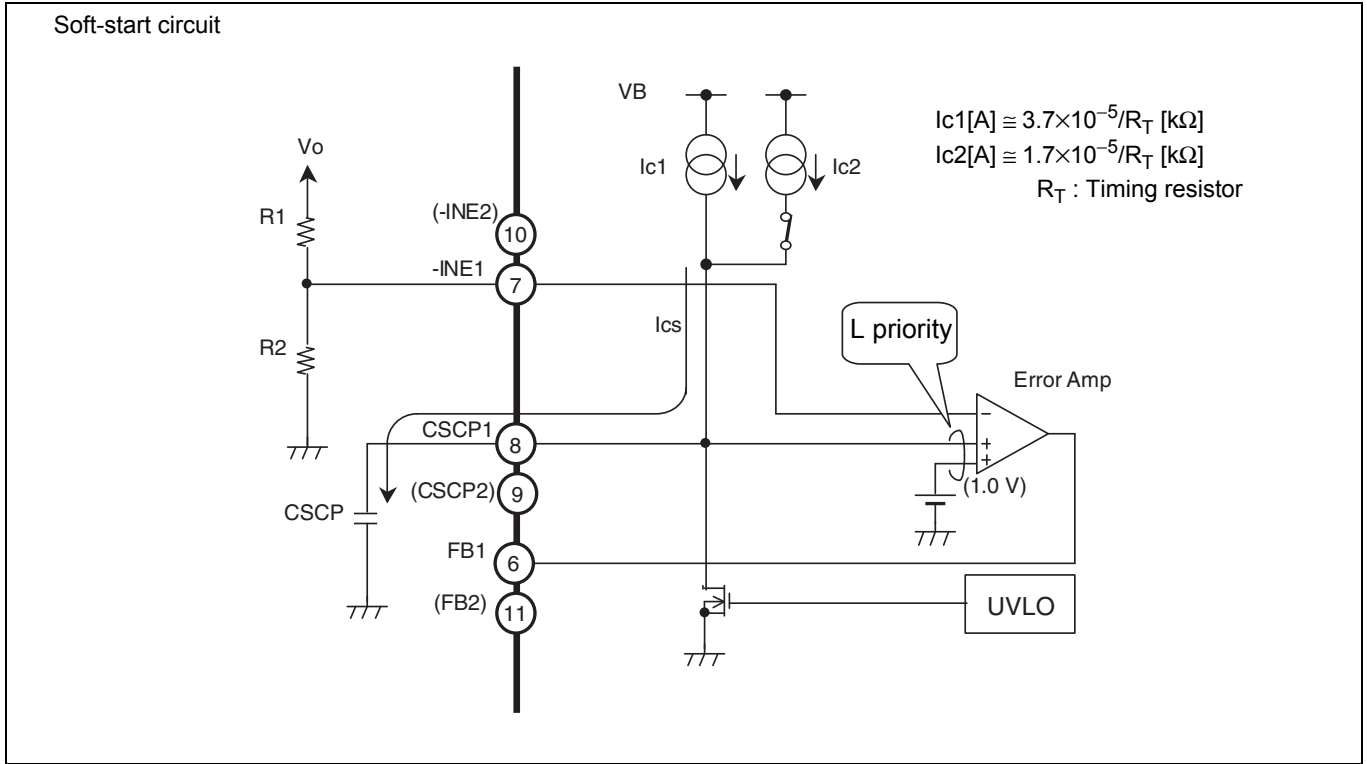 Soft-start circuit
VB
Ic1[A] ≅ 3.7×10⁻⁵/R_T [kΩ]
Ic2[A] ≅ 1.7×10⁻⁵/R_T [kΩ]
R_T : Timing resistor
Vo
Ic1
Ic2
R1
(-INE2)
10
-INE1
7
Ics
L priority
R2
Error Amp
CSCP1
8
−
+
+
(1.0 V)
(CSCP2)
9
CSCP
FB1
6
(FB2)
11
UVLO